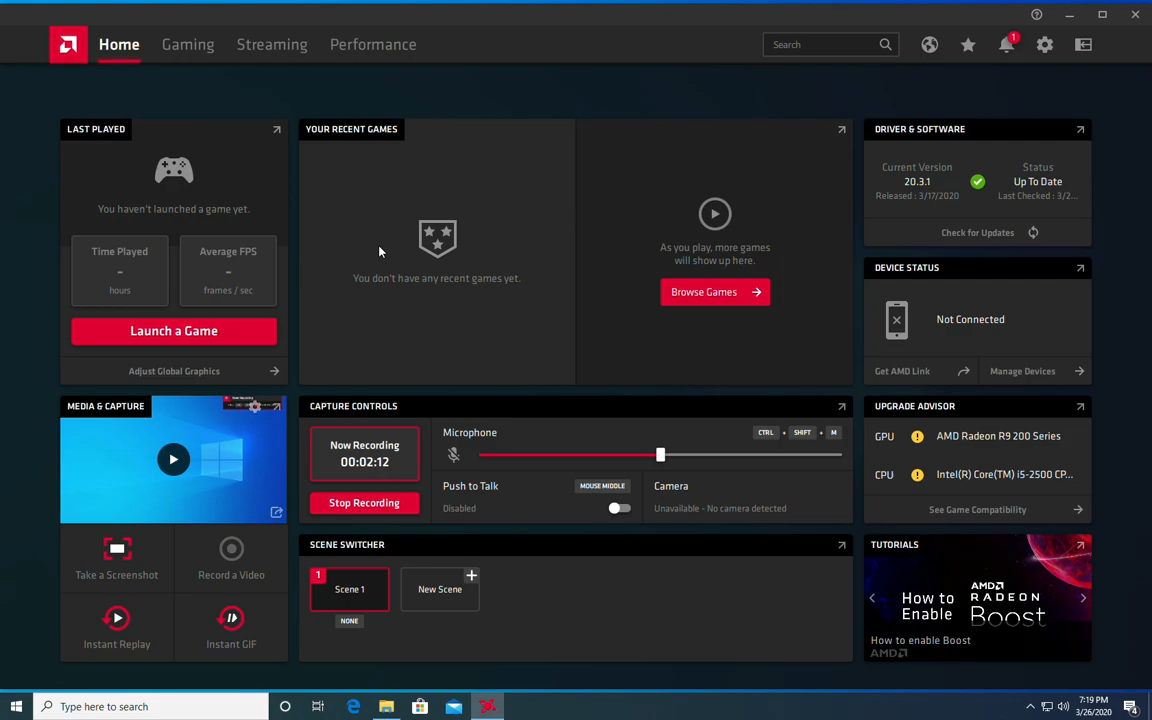 Home
Gaming
Streaming
Performance
Search
1
LAST PLAYED
You haven't launched a game yet.
Time Played
-
hours
Average FPS
-
frames / sec
Launch a Game
Adjust Global Graphics
YOUR RECENT GAMES
You don't have any recent games yet.
As you play, more games
will show up here.
Browse Games
DRIVER & SOFTWARE
Current Version
20.3.1
Released : 3/17/2020
Status
Up To Date
Last Checked : 3/2...
Check for Updates
DEVICE STATUS
Not Connected
Get AMD Link
Manage Devices
MEDIA & CAPTURE
Take a Screenshot
Record a Video
Instant Replay
Instant GIF
CAPTURE CONTROLS
Now Recording
00:02:12
Stop Recording
Microphone
CTRL + SHIFT + M
Push to Talk
MOUSE MIDDLE
Disabled
Camera
Unavailable - No camera detected
SCENE SWITCHER
1
Scene 1
NONE
New Scene
UPGRADE ADVISOR
GPU
AMD Radeon R9 200 Series
CPU
Intel(R) Core(TM) i5-2500 CP...
See Game Compatibility
TUTORIALS
How to
Enable
AMD
RADEON
Boost
How to enable Boost
AMD
Type here to search
7:19 PM
3/26/2020
4